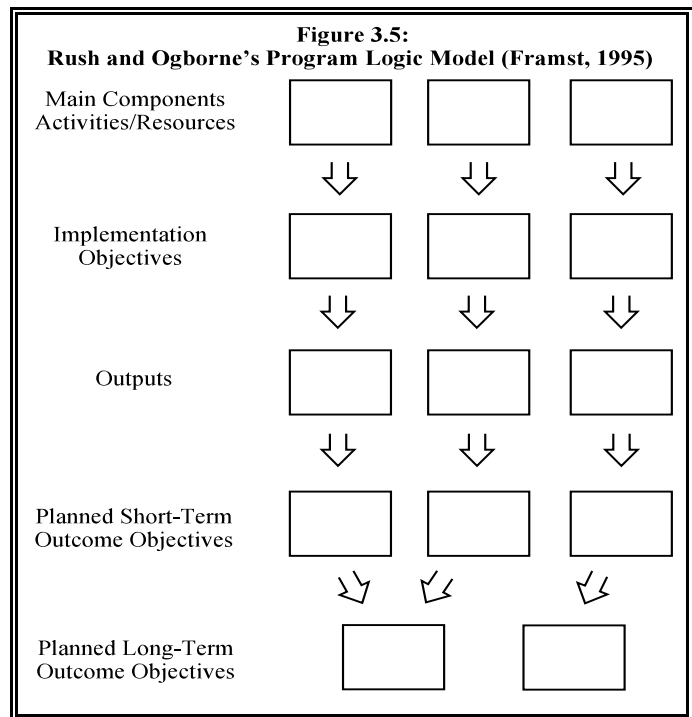 Figure 3.5:
Rush and Ogborne's Program Logic Model (Framst, 1995)
Main Components
Activities/Resources
Implementation
Objectives
Outputs
Planned Short-Term
Outcome Objectives
Planned Long-Term
Outcome Objectives